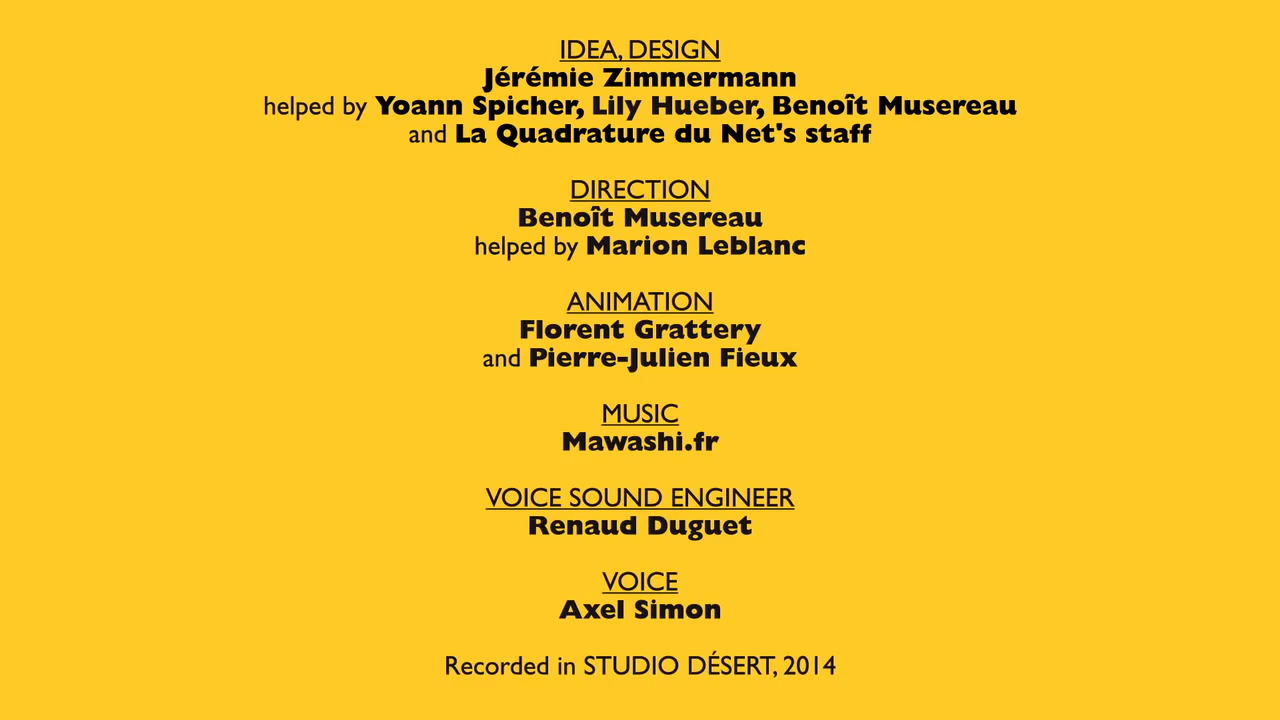 IDEA, DESIGN
Jérémie Zimmermann
helped by Yoann Spicher, Lily Hueber, Benoît Musereau
and La Quadrature du Net's staff
DIRECTION
Benoît Musereau
helped by Marion Leblanc
ANIMATION
Florent Grattery
and Pierre-Julien Fieux
MUSIC
Mawashi.fr
VOICE SOUND ENGINEER
Renaud Duguet
VOICE
Axel Simon
Recorded in STUDIO DÉSERT, 2014